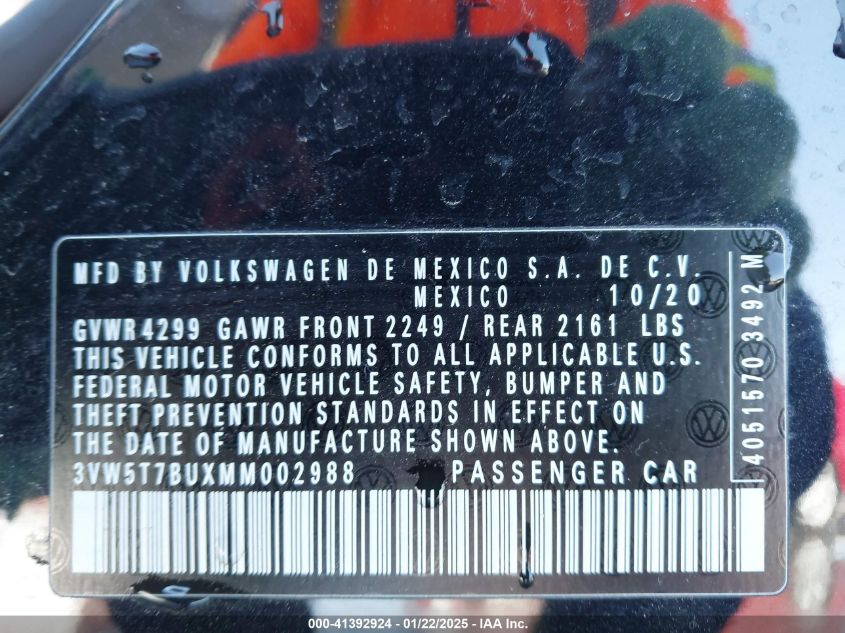 MFD BY VOLKSWAGEN DE MEXICO S.A. DE C.V.
MEXICO 10/20
GVWR 4299 GAWR FRONT 2249 / REAR 2161 LBS
THIS VEHICLE CONFORMS TO ALL APPLICABLE U.S.
FEDERAL MOTOR VEHICLE SAFETY, BUMPER AND
THEFT PREVENTION STANDARDS IN EFFECT ON
THE DATE OF MANUFACTURE SHOWN ABOVE.
3VW5T7BUXMM002988 PASSENGER CAR
4051570 3492 M
000-41392924 - 01/22/2025 - IAA Inc.